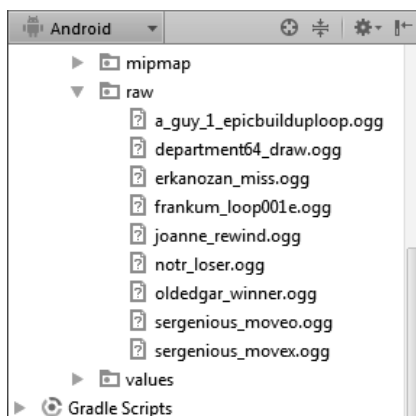 Android
mipmap
raw
a_guy_1_epicbuilduploop.ogg
department64_draw.ogg
erkanozan_miss.ogg
frankum_loop001e.ogg
joanne_rewind.ogg
notr_loser.ogg
oldedgar_winner.ogg
sergenious_moveo.ogg
sergenious_movex.ogg
values
Gradle Scripts